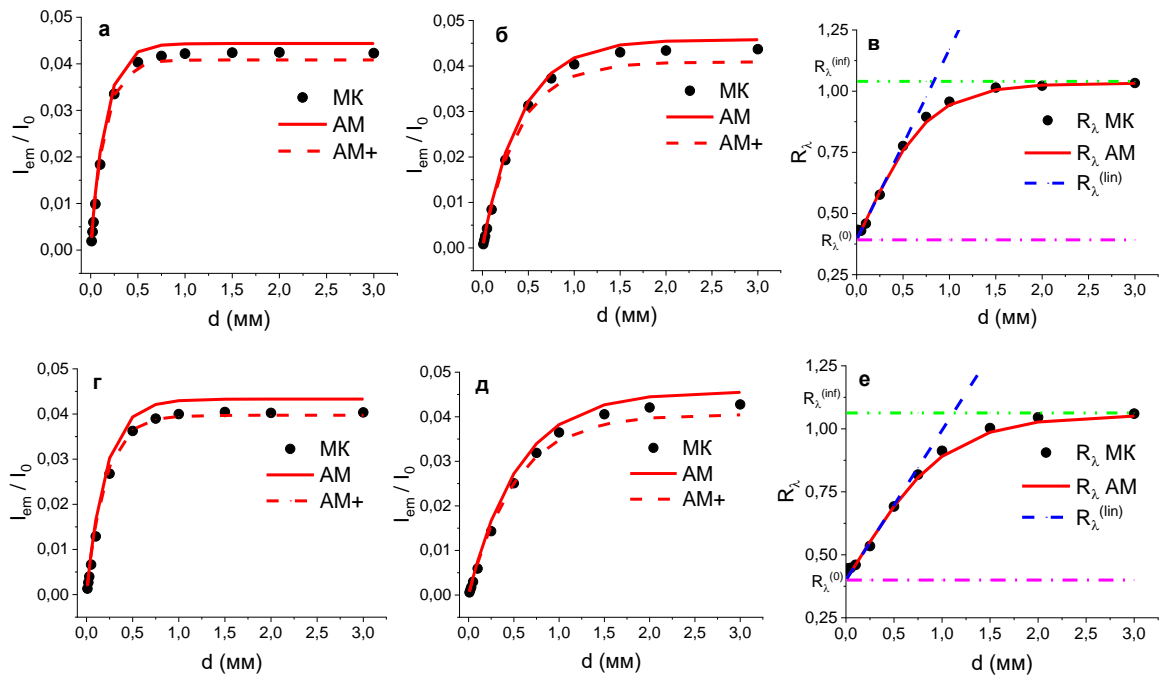 а
0,05
0,04
0,03
0,02
0,01
0,00
I_em / I_0
0,0 0,5 1,0 1,5 2,0 2,5 3,0
d (мм)
МК
АМ
АМ+
б
0,05
0,04
0,03
0,02
0,01
0,00
I_em / I_0
0,0 0,5 1,0 1,5 2,0 2,5 3,0
d (мм)
МК
АМ
АМ+
в
1,25
R_λ^(inf)
1,00
0,75
0,50
R_λ^(0)
0,25
R_λ
0,0 0,5 1,0 1,5 2,0 2,5 3,0
d (мм)
R_λ МК
R_λ АМ
R_λ^(lin)
г
0,05
0,04
0,03
0,02
0,01
0,00
I_em / I_0
0,0 0,5 1,0 1,5 2,0 2,5 3,0
d (мм)
МК
АМ
АМ+
д
0,05
0,04
0,03
0,02
0,01
0,00
I_em / I_0
0,0 0,5 1,0 1,5 2,0 2,5 3,0
d (мм)
МК
АМ
АМ+
е
1,25
R_λ^(inf)
1,00
0,75
0,50
R_λ^(0)
0,25
R_λ
0,0 0,5 1,0 1,5 2,0 2,5 3,0
d (мм)
R_λ МК
R_λ АМ
R_λ^(lin)